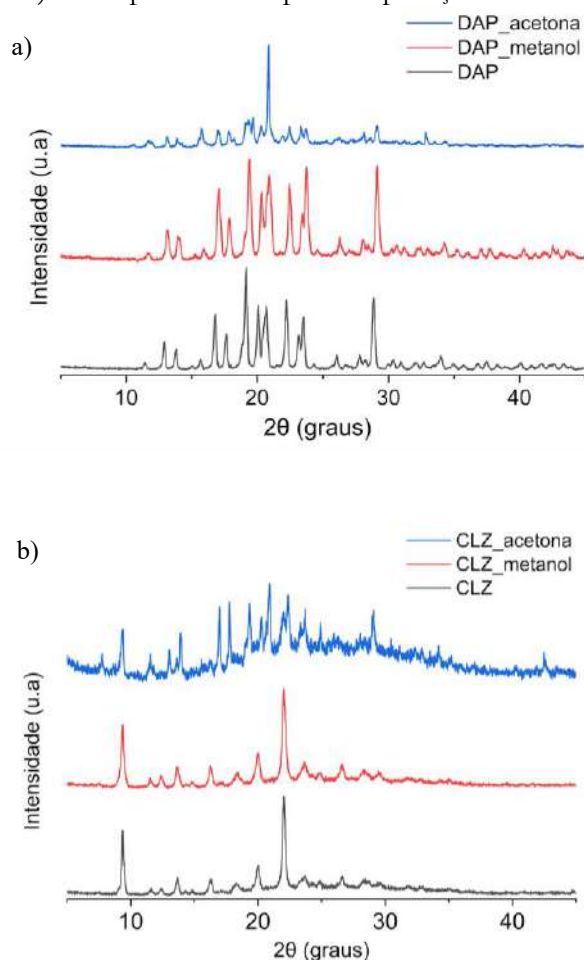 a)
DAP_acetona
DAP_metanol
DAP
Intensidade (u.a)
10 20 30 40
2θ (graus)
b)
CLZ_acetona
CLZ_metanol
CLZ
Intensidade (u.a)
10 20 30 40
2θ (graus)